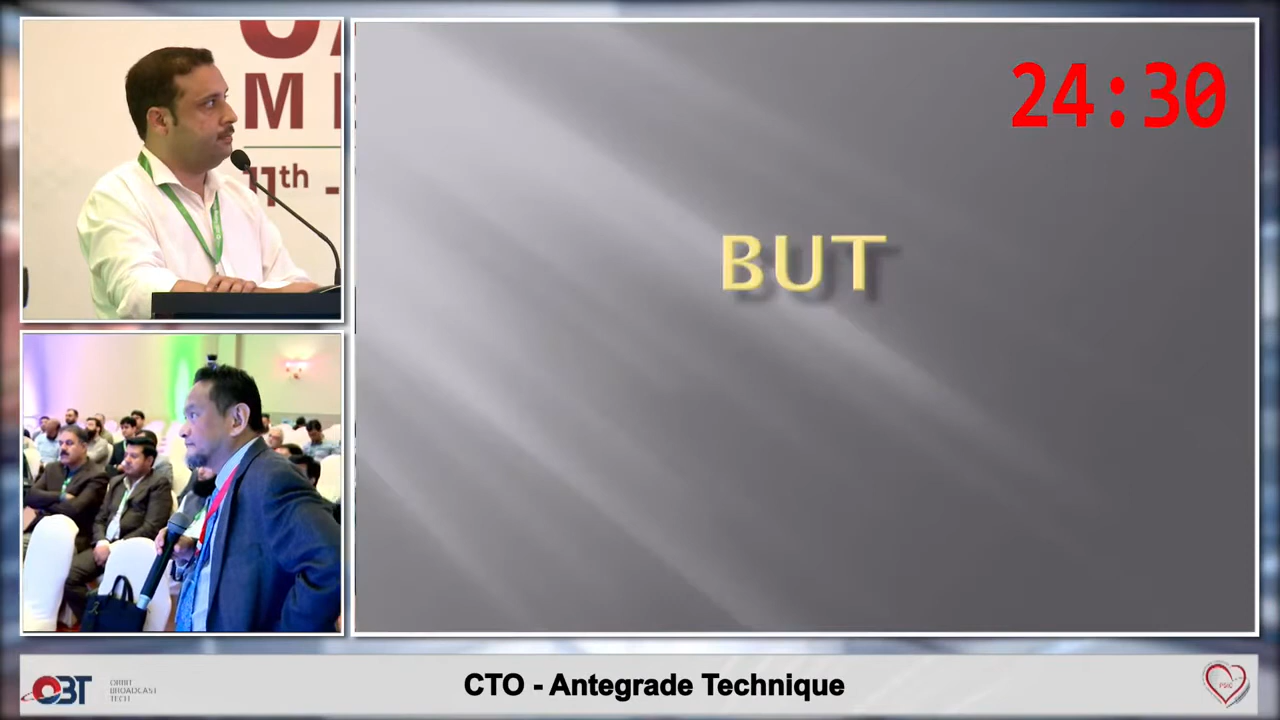 M
11th -
24:30
BUT
OBT
ORBIT
BROADCAST
TECH
CTO - Antegrade Technique